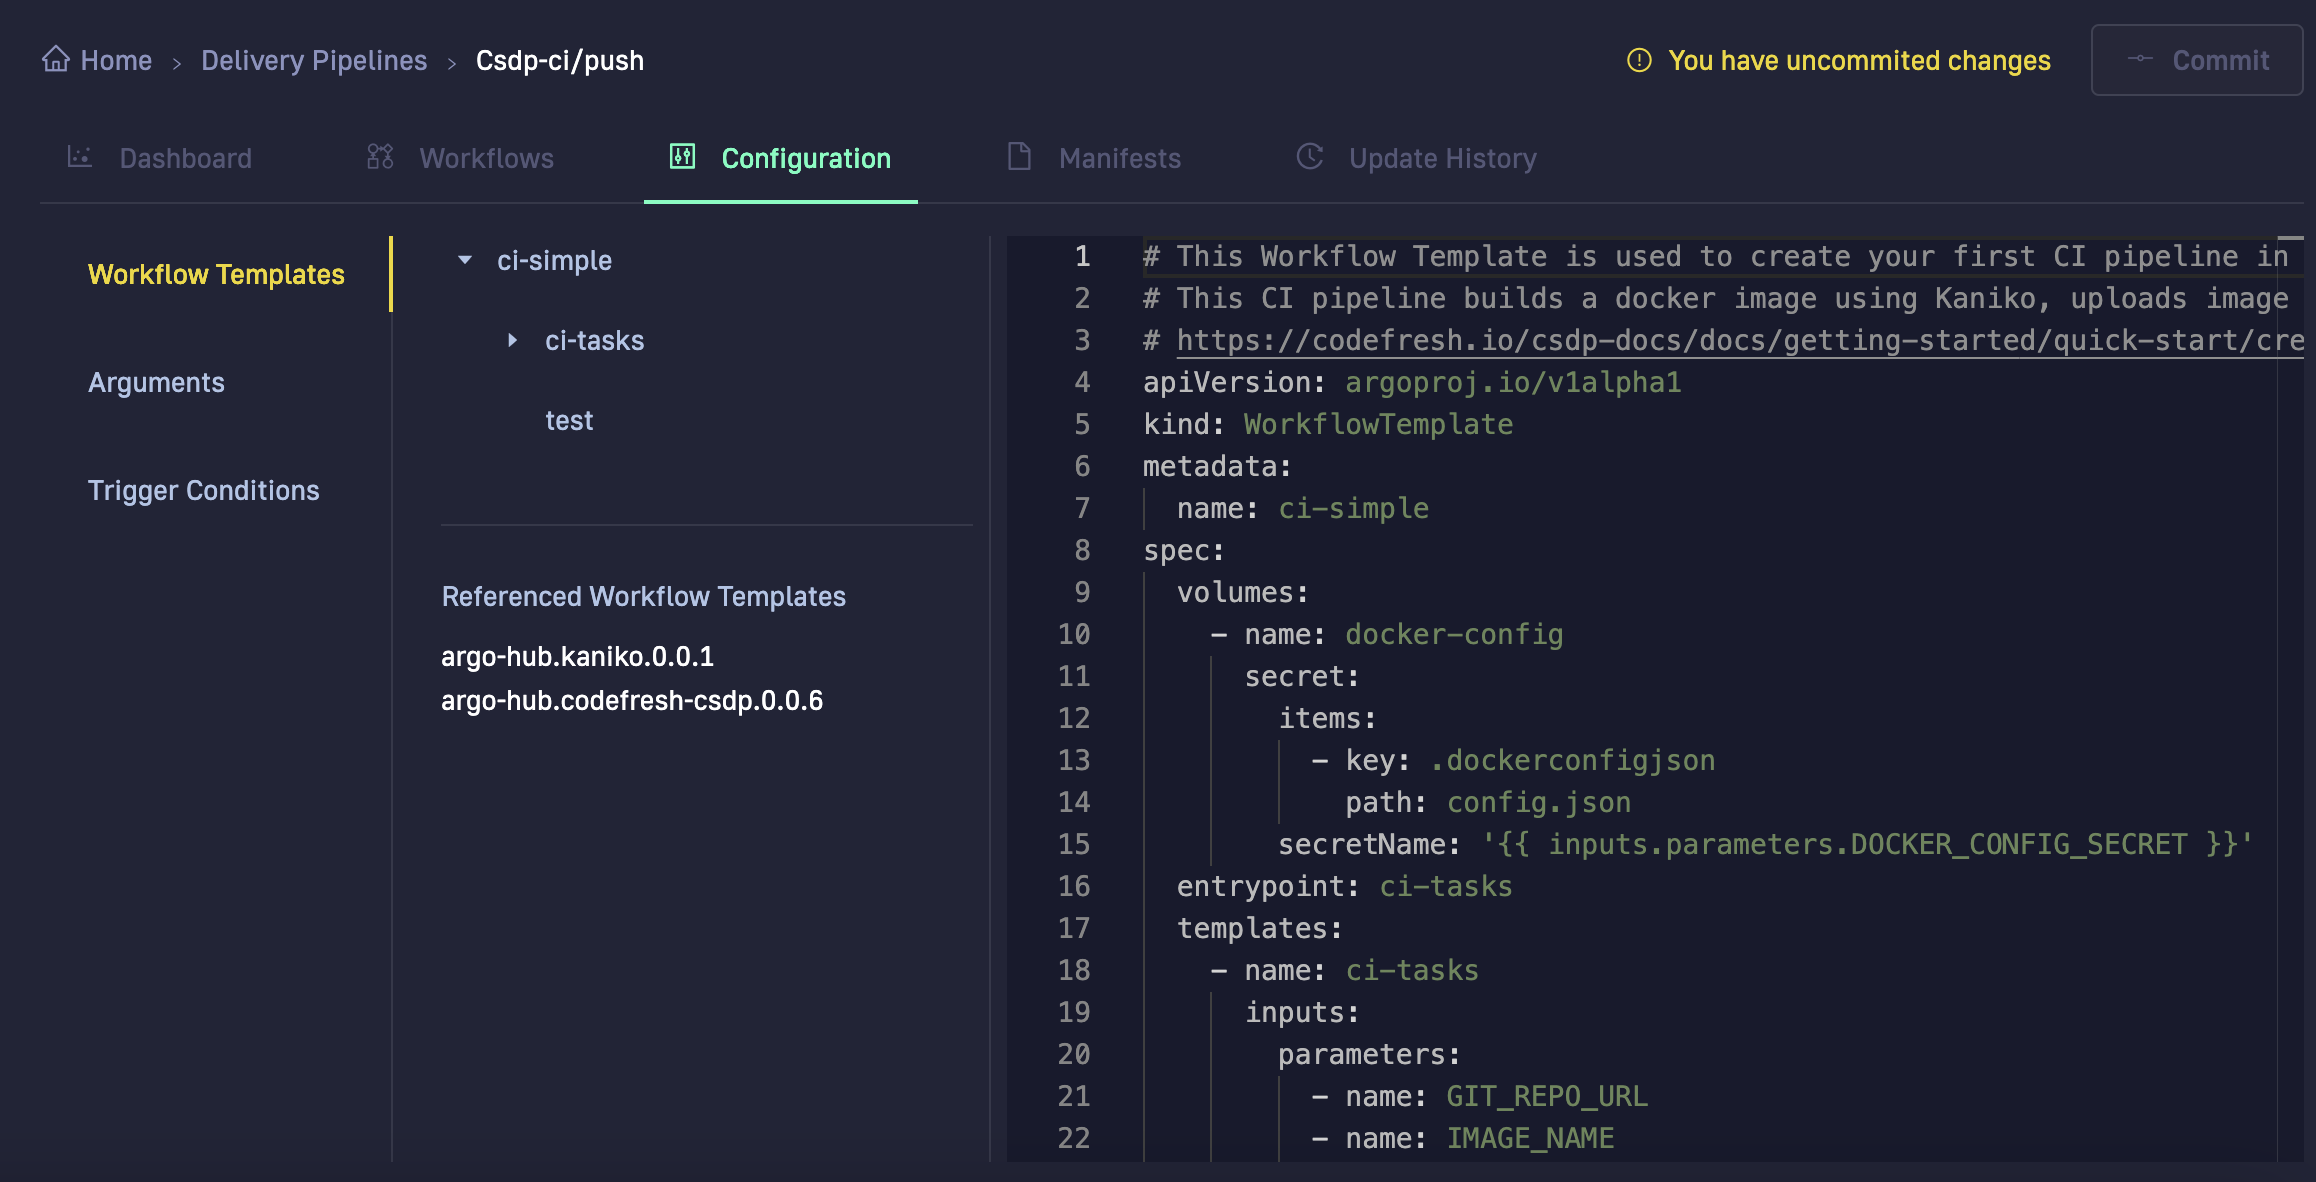 Home > Delivery Pipelines > Csdp-ci/push
You have uncommited changes
Commit
Dashboard
Workflows
Configuration
Manifests
Update History
Workflow Templates
Arguments
Trigger Conditions
ci-simple
ci-tasks
test
Referenced Workflow Templates
argo-hub.kaniko.0.0.1
argo-hub.codefresh-csdp.0.0.6
1 # This Workflow Template is used to create your first CI pipeline in
2 # This CI pipeline builds a docker image using Kaniko, uploads image
3 # https://codefresh.io/csdp-docs/docs/getting-started/quick-start/cre
4 apiVersion: argoproj.io/v1alpha1
5 kind: WorkflowTemplate
6 metadata:
7   name: ci-simple
8 spec:
9   volumes:
10     - name: docker-config
11       secret:
12         items:
13           - key: .dockerconfigjson
14             path: config.json
15         secretName: '{{ inputs.parameters.DOCKER_CONFIG_SECRET }}'
16   entrypoint: ci-tasks
17   templates:
18     - name: ci-tasks
19       inputs:
20         parameters:
21           - name: GIT_REPO_URL
22           - name: IMAGE_NAME